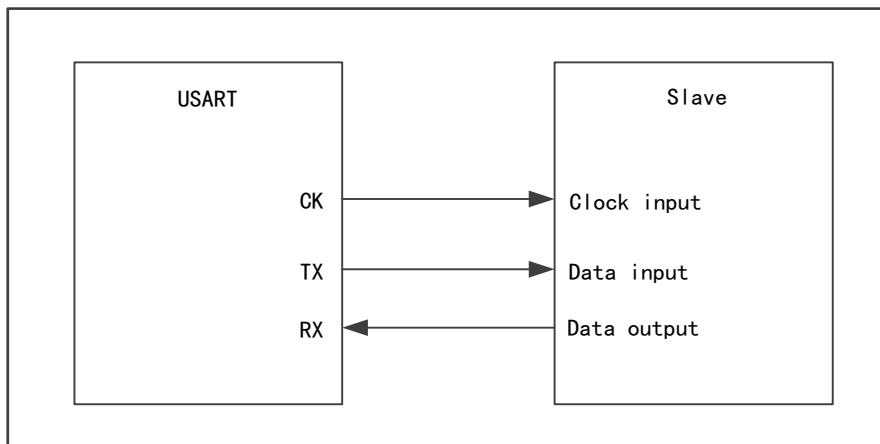 USART
Slave
CK
Clock input
TX
Data input
RX
Data output